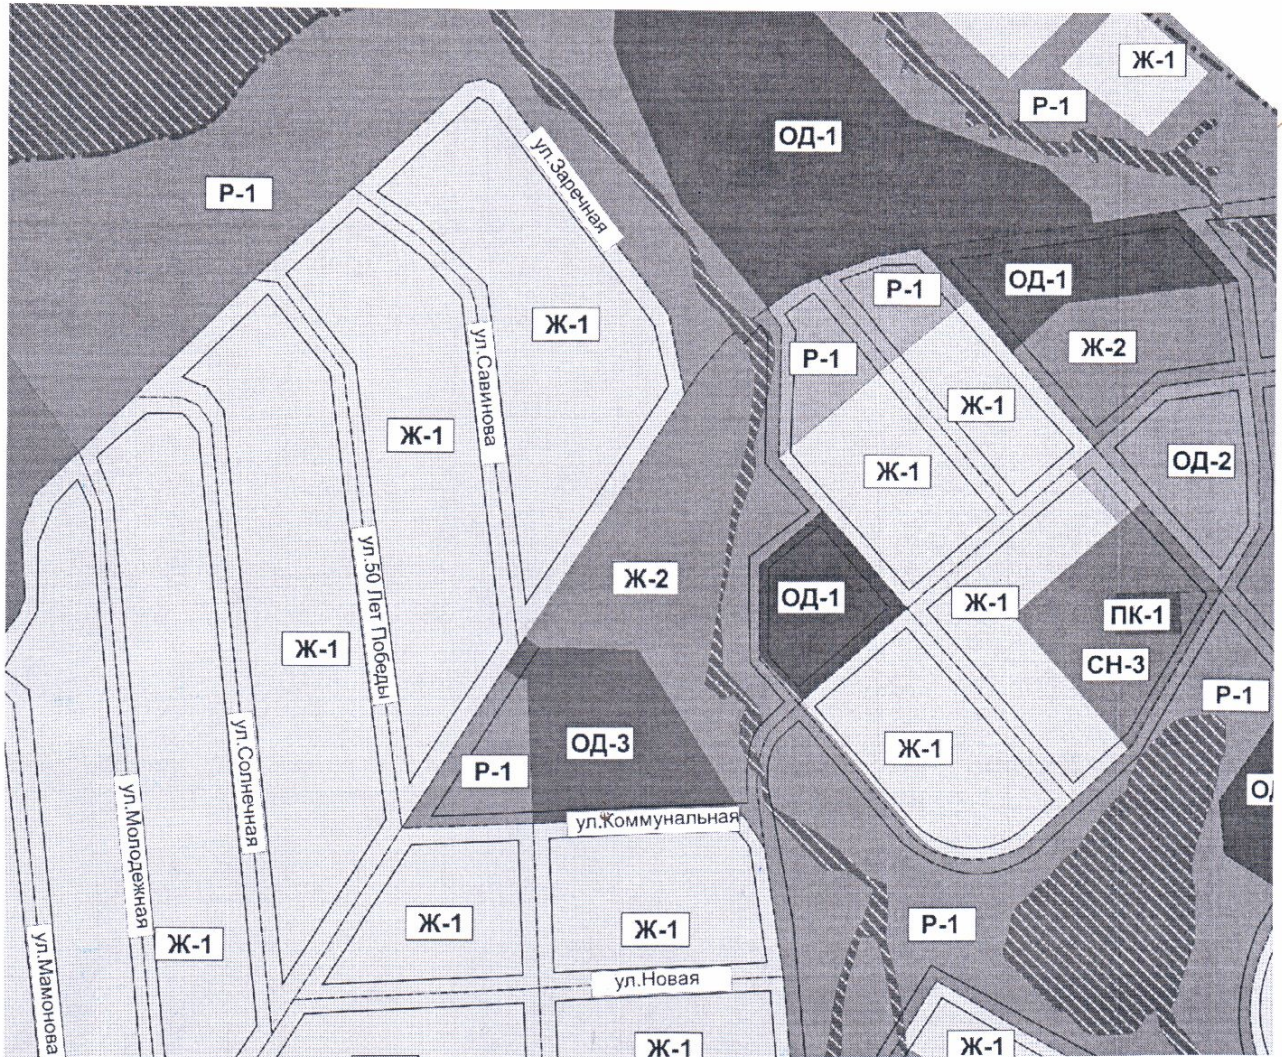 Ж-1
Р-1
ОД-1
ул.Заречная
Р-1
ОД-1
Р-1
Ж-1
ул.Савинова
Р-1
Ж-2
Ж-1
Ж-1
Ж-1
ОД-2
ул.50 Лет Победы
Ж-2
ОД-1
Ж-1
ПК-1
Ж-1
СН-3
Р-1
ул.Солнечная
ОД-3
Ж-1
Р-1
ул.Молодежная
ул.Коммунальная
Ж-1
Ж-1
Ж-1
Р-1
ул.Мамонова
ул.Новая
Ж-1
Ж-1